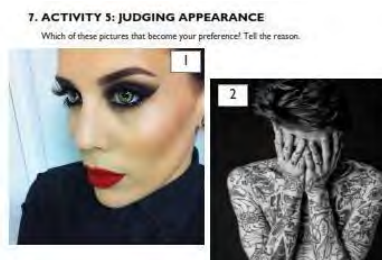 7. ACTIVITY 5: JUDGING APPEARANCE
Which of these pictures that become your preference? Tell the reason.
1
2